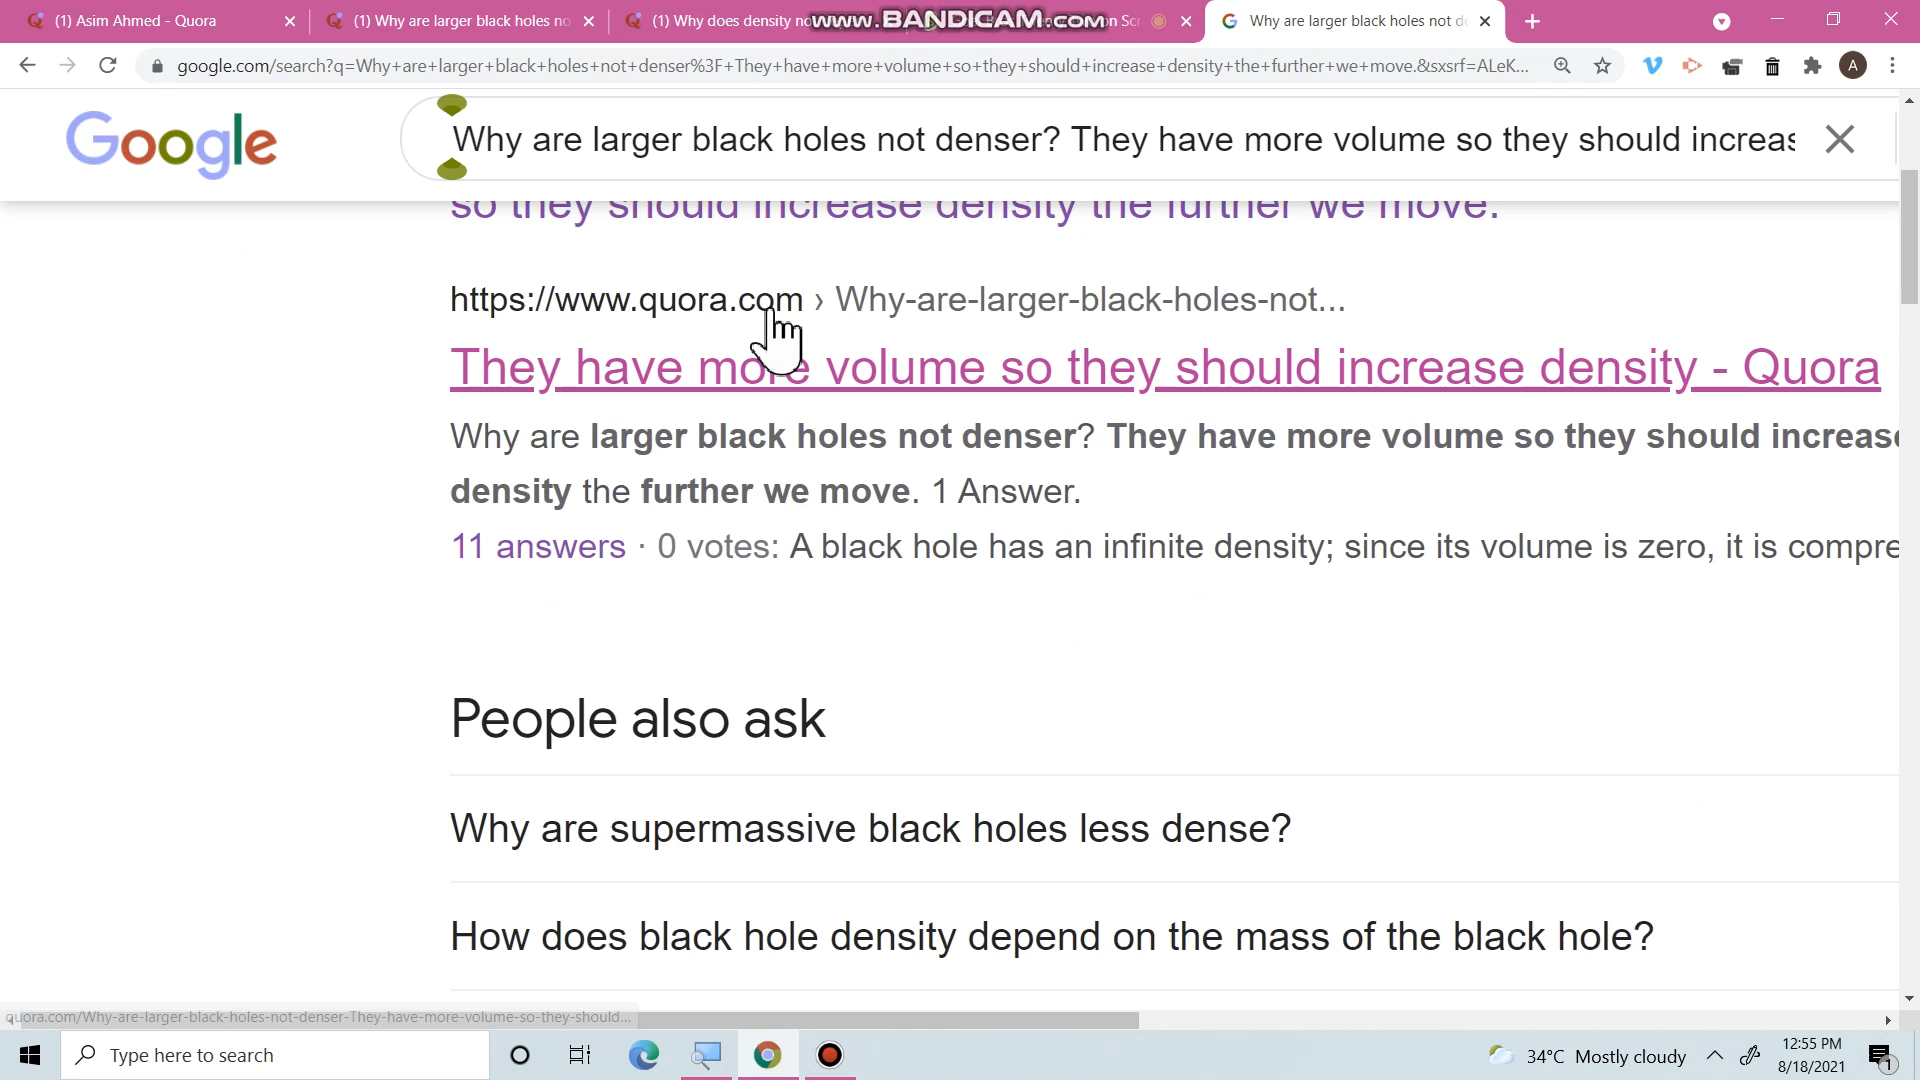 (1) Asim Ahmed - Quora
(1) Why are larger black holes no
(1) Why does density no
www.BANDICAM.com
on Scr
Why are larger black holes not de
google.com/search?q=Why+are+larger+black+holes+not+denser%3F+They+have+more+volume+so+they+should+increase+density+the+further+we+move.&sxsrf=ALeK...
A
Google
Why are larger black holes not denser? They have more volume so they should increas
so they should increase density the further we move.
https://www.quora.com › Why-are-larger-black-holes-not...
They have more volume so they should increase density - Quora
Why are larger black holes not denser? They have more volume so they should increase
density the further we move. 1 Answer.
11 answers · 0 votes: A black hole has an infinite density; since its volume is zero, it is compre
People also ask
Why are supermassive black holes less dense?
How does black hole density depend on the mass of the black hole?
quora.com/Why-are-larger-black-holes-not-denser-They-have-more-volume-so-they-should...
Type here to search
34°C Mostly cloudy
12:55 PM
8/18/2021
1